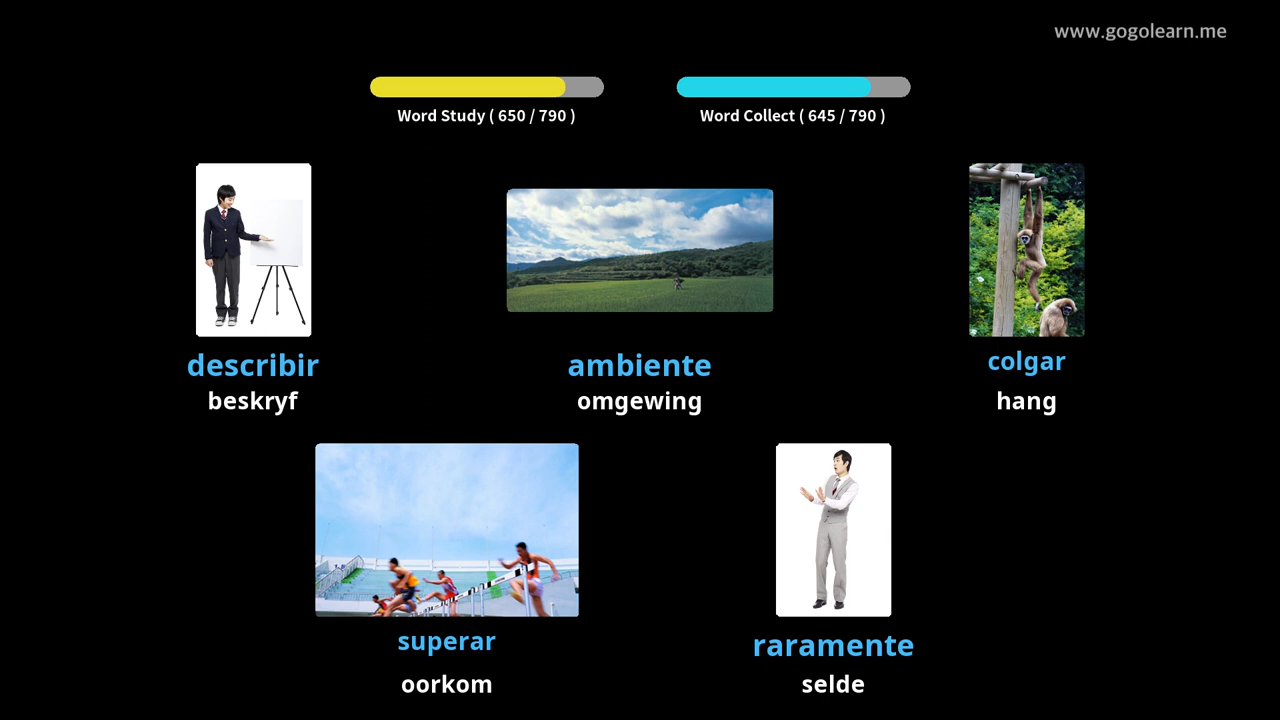 www.gogolearn.me
Word Study ( 650 / 790 )
Word Collect ( 645 / 790 )
describir
beskryf
ambiente
omgewing
colgar
hang
superar
oorkom
raramente
selde